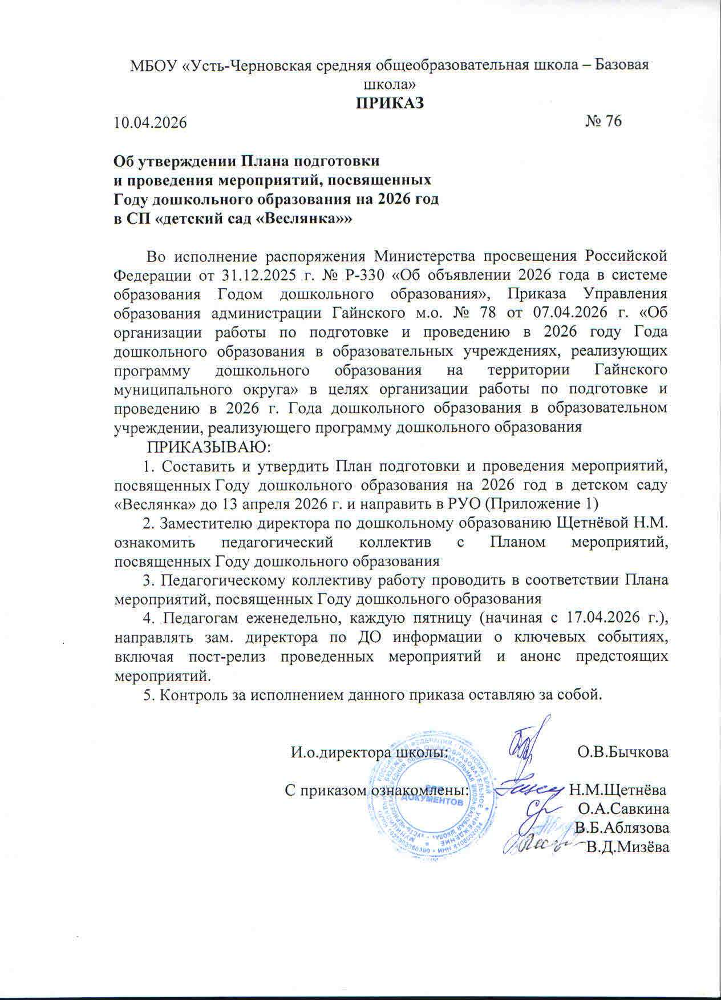 МБОУ «Усть-Черновская средняя общеобразовательная школа – Базовая
школа»
ПРИКАЗ
10.04.2026 № 76
Об утверждении Плана подготовки
и проведения мероприятий, посвященных
Году дошкольного образования на 2026 год
в СП «детский сад «Веслянка»»
Во исполнение распоряжения Министерства просвещения Российской
Федерации от 31.12.2025 г. № Р-330 «Об объявлении 2026 года в системе
образования Годом дошкольного образования», Приказа Управления
образования администрации Гайнского м.о. № 78 от 07.04.2026 г. «Об
организации работы по подготовке и проведению в 2026 году Года
дошкольного образования в образовательных учреждениях, реализующих
программу дошкольного образования на территории Гайнского
муниципального округа» в целях организации работы по подготовке и
проведению в 2026 г. Года дошкольного образования в образовательном
учреждении, реализующего программу дошкольного образования
ПРИКАЗЫВАЮ:
1. Составить и утвердить План подготовки и проведения мероприятий,
посвященных Году дошкольного образования на 2026 год в детском саду
«Веслянка» до 13 апреля 2026 г. и направить в РУО (Приложение 1)
2. Заместителю директора по дошкольному образованию Щетнёвой Н.М.
ознакомить педагогический коллектив с Планом мероприятий,
посвященных Году дошкольного образования
3. Педагогическому коллективу работу проводить в соответствии Плана
мероприятий, посвященных Году дошкольного образования
4. Педагогам еженедельно, каждую пятницу (начиная с 17.04.2026 г.),
направлять зам. директора по ДО информации о ключевых событиях,
включая пост-релиз проведенных мероприятий и анонс предстоящих
мероприятий.
5. Контроль за исполнением данного приказа оставляю за собой.
И.о.директора школы: О.В.Бычкова
С приказом ознакомлены: Н.М.Щетнёва
О.А.Савкина
В.Б.Аблязова
В.Д.Мизёва
ДЛЯ
ДОКУМЕНТОВ